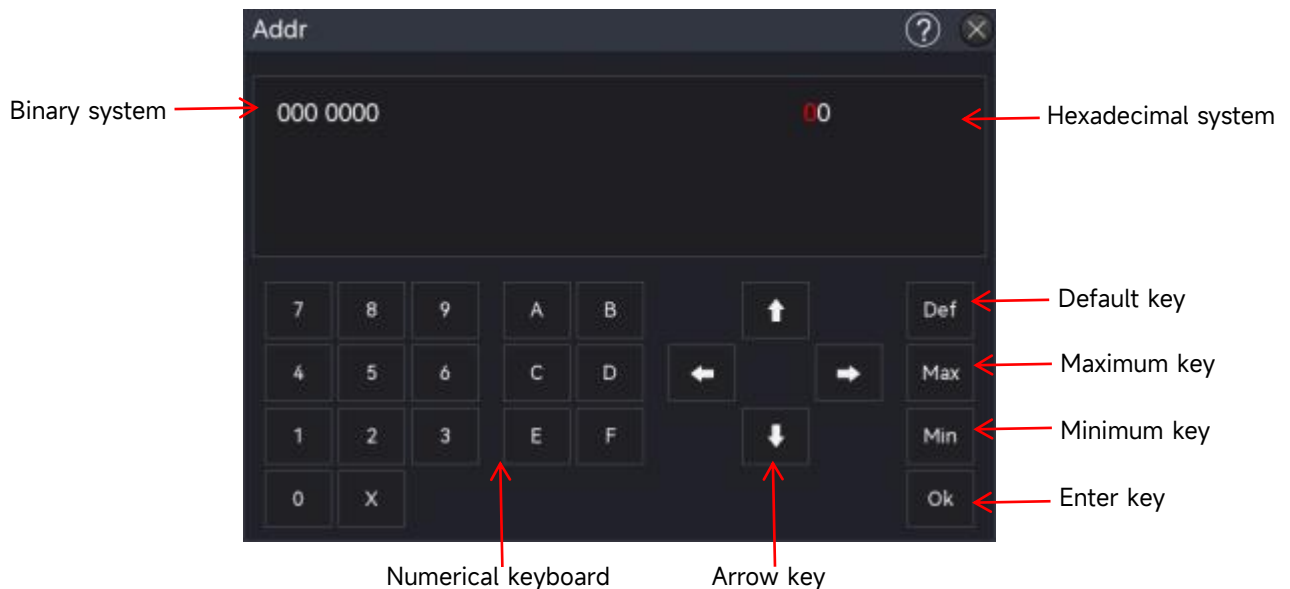 Addr ?
Binary system 000 0000 00 Hexadecimal system
7 8 9 A B Def Default key
4 5 6 C D Max Maximum key
1 2 3 E F Min Minimum key
0 X Ok Enter key
Numerical keyboard Arrow key